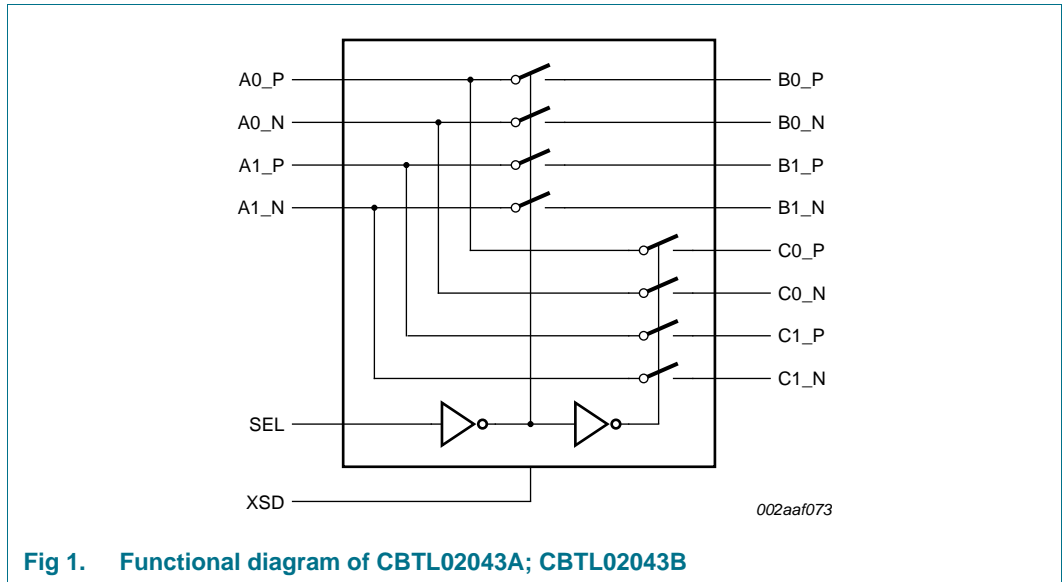 A0_P
B0_P
A0_N
B0_N
A1_P
B1_P
A1_N
B1_N
C0_P
C0_N
C1_P
C1_N
SEL
XSD
002aaf073
Fig 1. Functional diagram of CBTL02043A; CBTL02043B